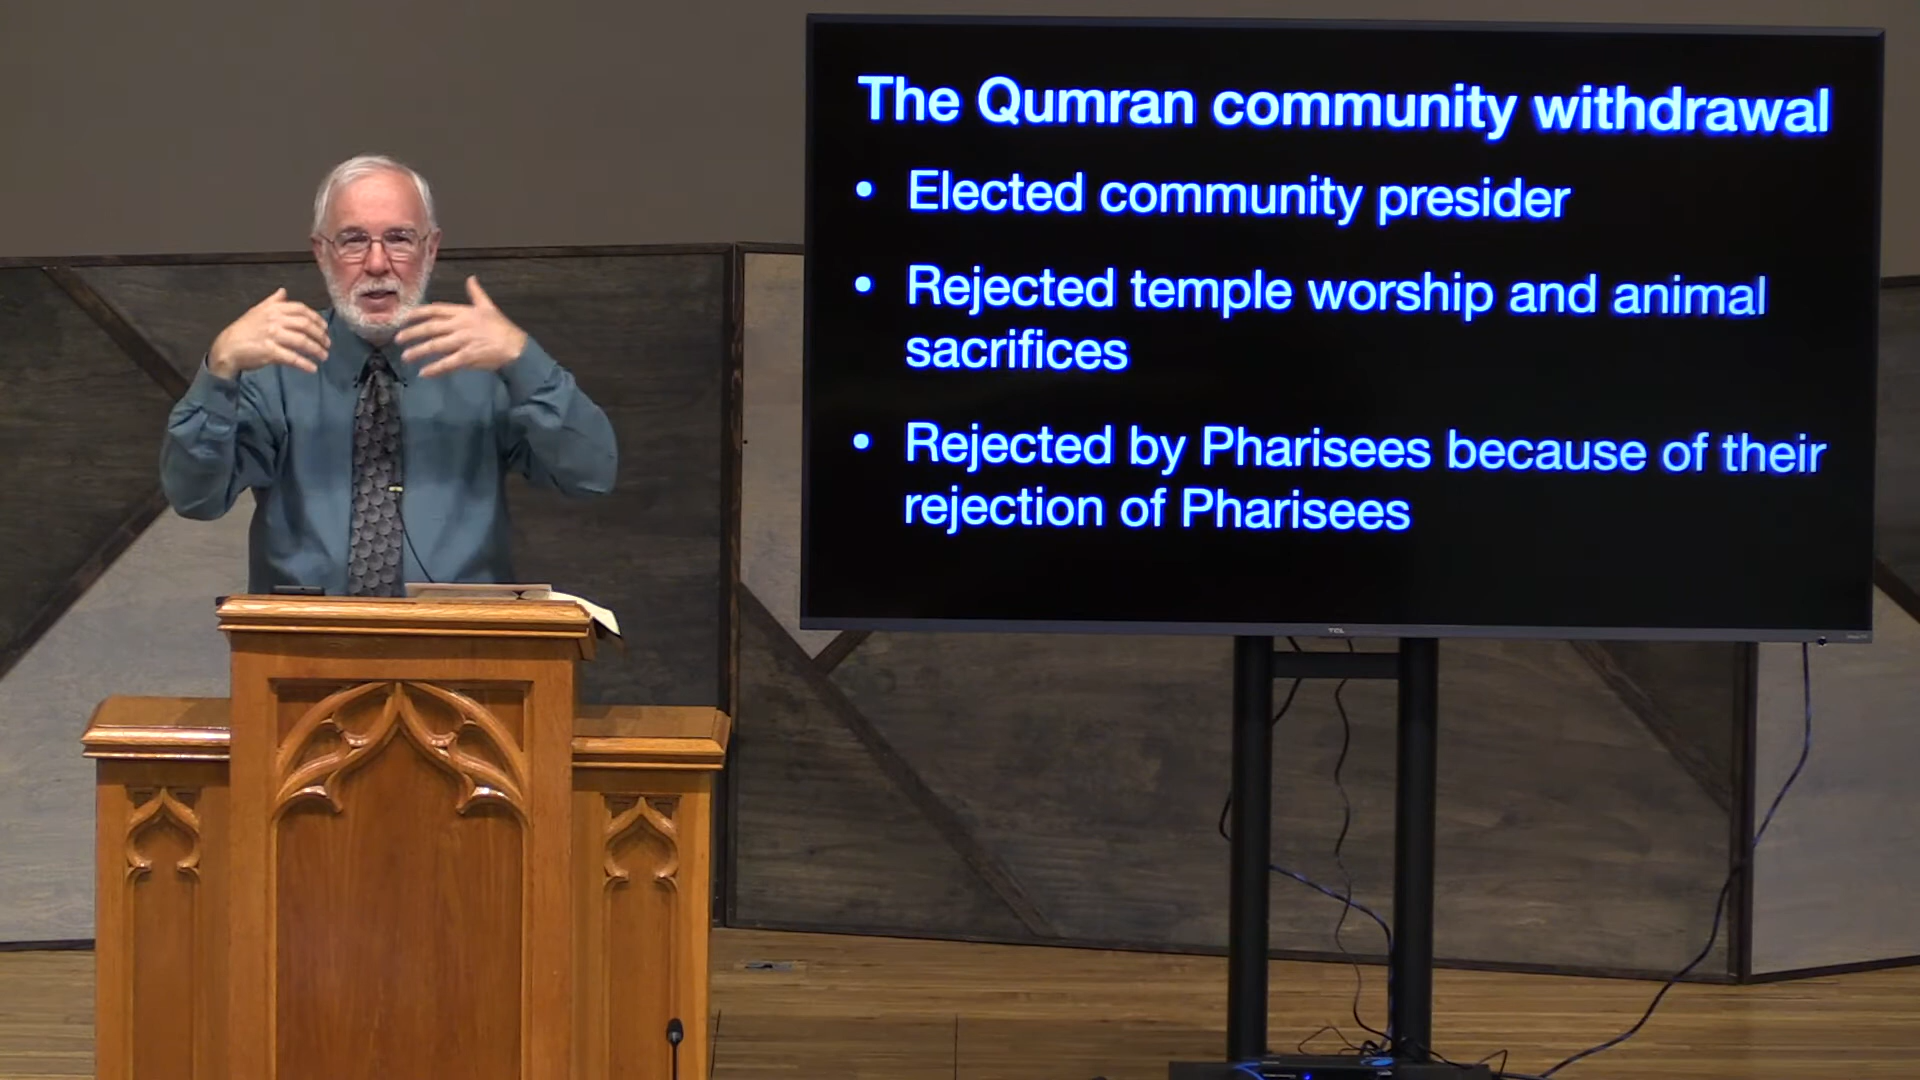 The Qumran community withdrawal
• Elected community presider
• Rejected temple worship and animal
sacrifices
• Rejected by Pharisees because of their
rejection of Pharisees
TCL